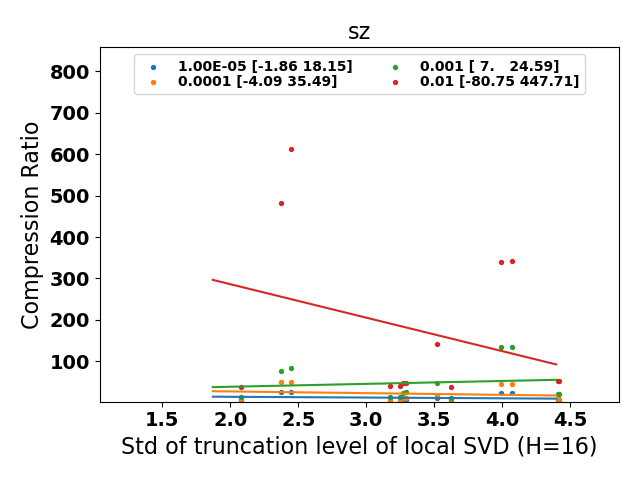 sz
1.00E-05 [-1.86 18.15]
0.0001 [-4.09 35.49]
0.001 [ 7.   24.59]
0.01 [-80.75 447.71]
Compression Ratio
800
700
600
500
400
300
200
100
1.5 2.0 2.5 3.0 3.5 4.0 4.5
Std of truncation level of local SVD (H=16)